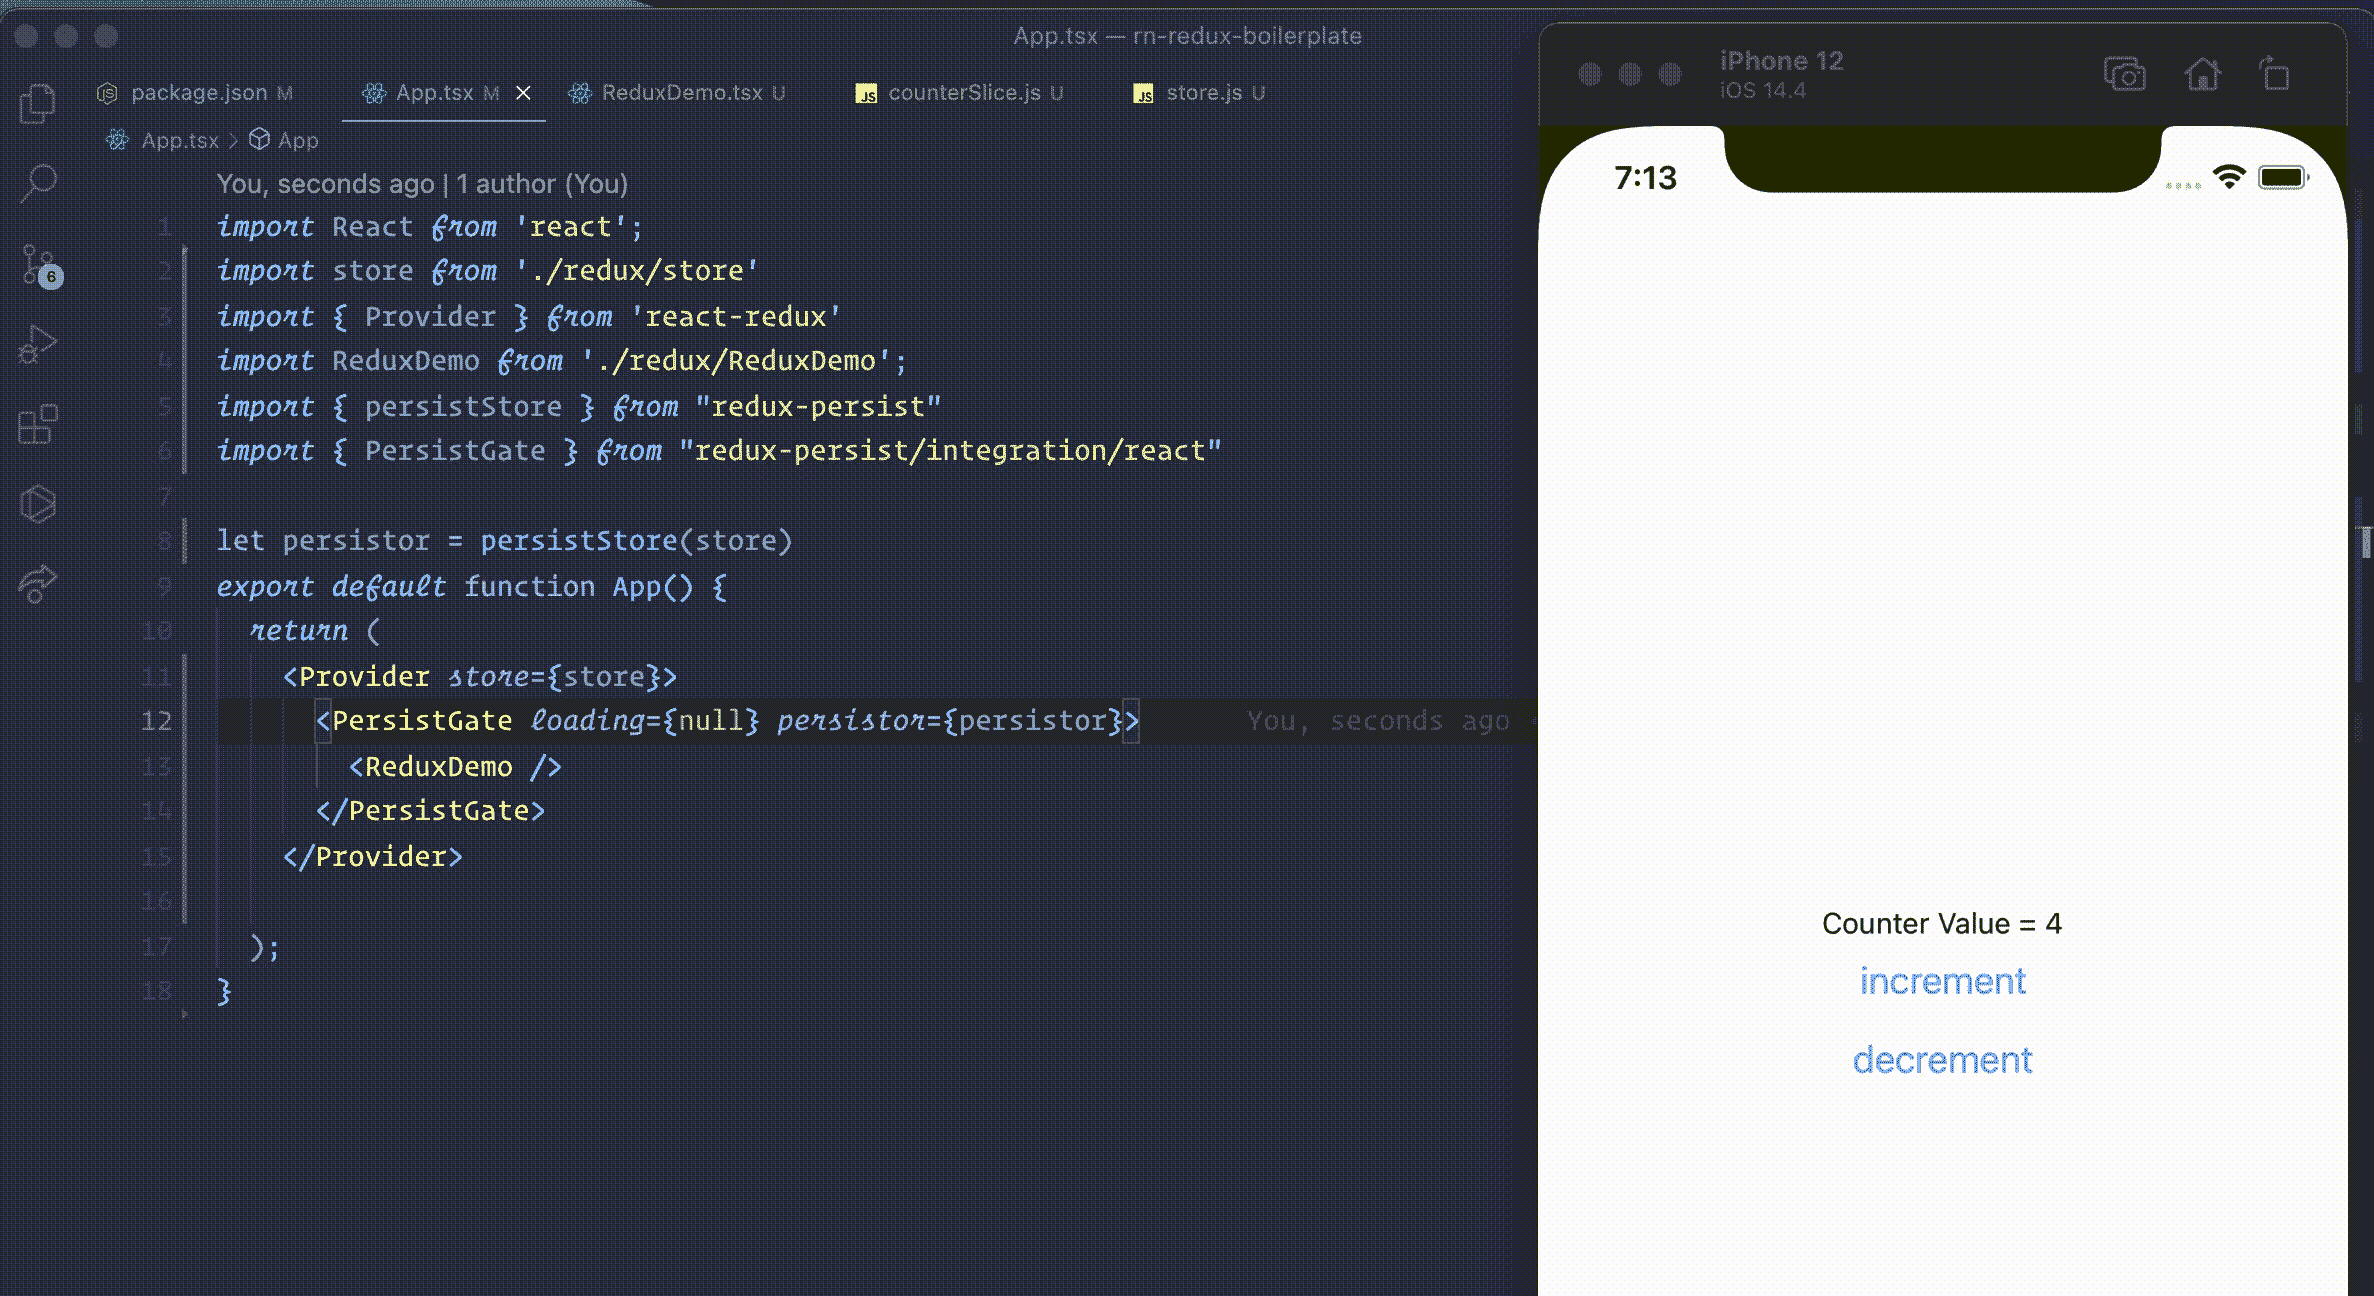 App.tsx — rn-redux-boilerplate
package.json M
App.tsx M
ReduxDemo.tsx U
JS counterSlice.js U
JS store.js U
App.tsx > App
6
You, seconds ago | 1 author (You)
1 import React from 'react';
2 import store from './redux/store'
3 import { Provider } from 'react-redux'
4 import ReduxDemo from './redux/ReduxDemo';
5 import { persistStore } from "redux-persist"
6 import { PersistGate } from "redux-persist/integration/react"
7
8 let persistor = persistStore(store)
9 export default function App() {
10 return (
11 <Provider store={store}>
12 <PersistGate loading={null} persistor={persistor}> You, seconds ago
13 <ReduxDemo />
14 </PersistGate>
15 </Provider>
16
17 );
18 }
iPhone 12
iOS 14.4
7:13
Counter Value = 4
increment
decrement